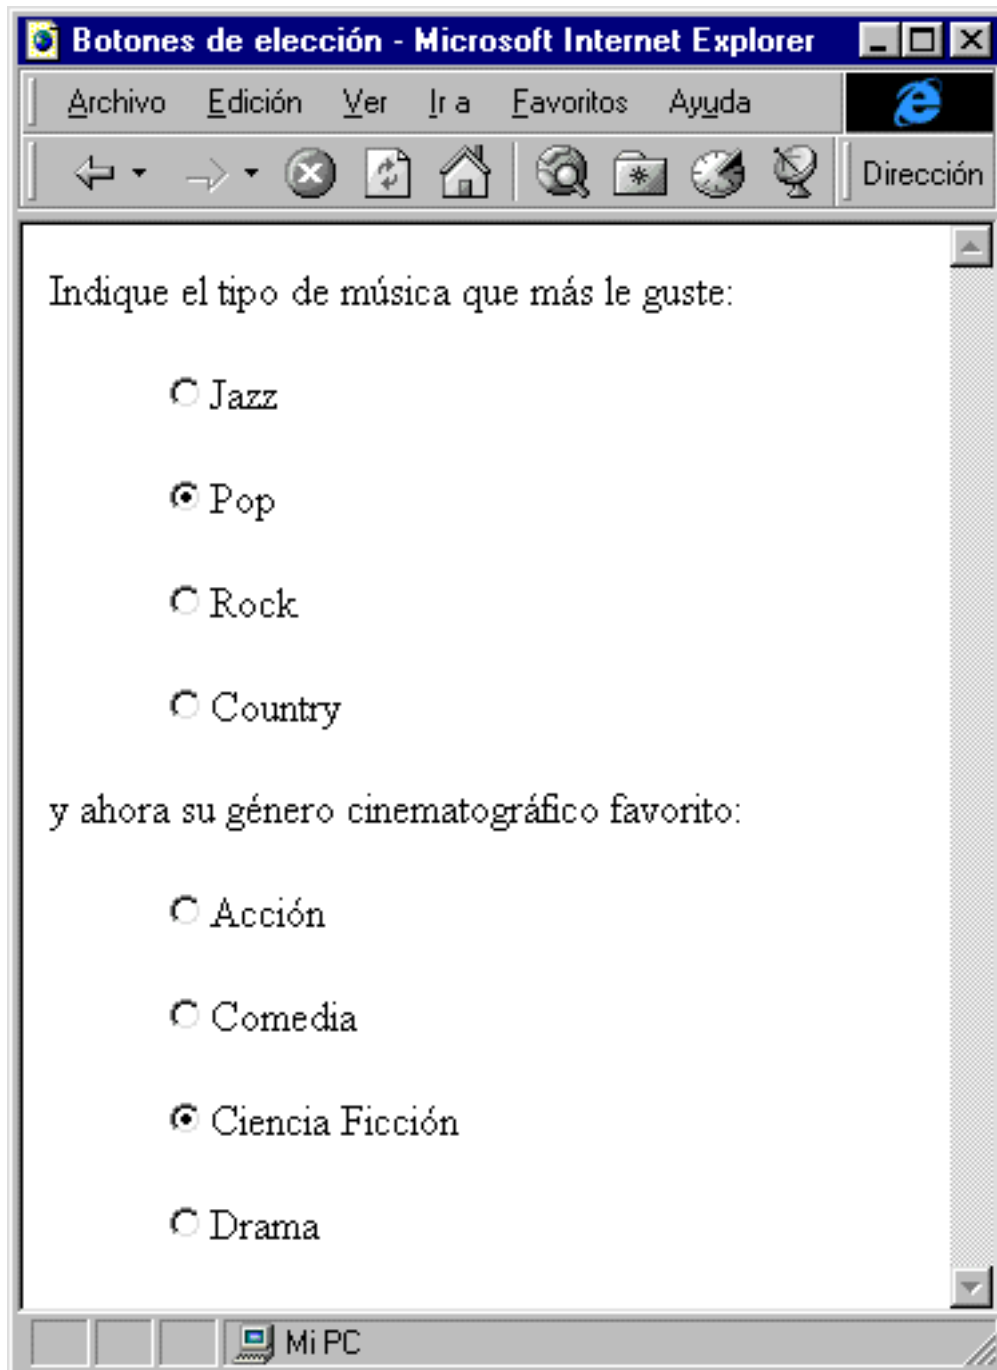 Botones de elección - Microsoft Internet Explorer
Archivo Edición Ver Ir a Favoritos Ayuda
Dirección
Indique el tipo de música que más le guste:
Jazz
Pop
Rock
Country
y ahora su género cinematográfico favorito:
Acción
Comedia
Ciencia Ficción
Drama
Mi PC